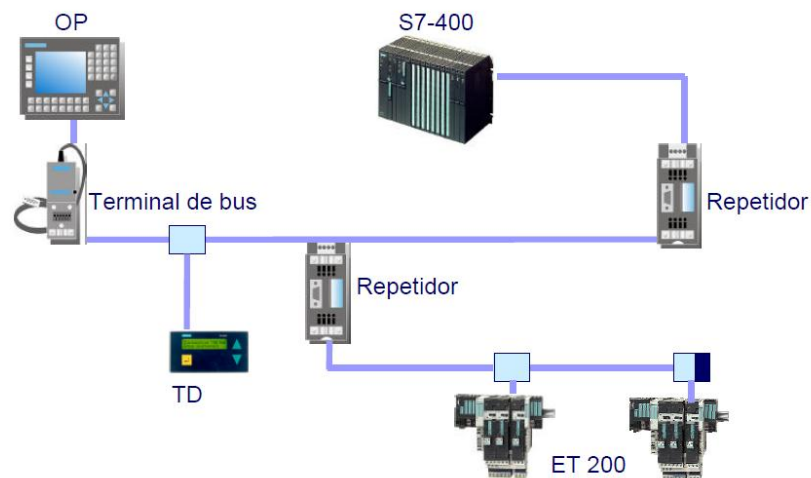 OP
S7-400
Terminal de bus
Repetidor
Repetidor
TD
ET 200